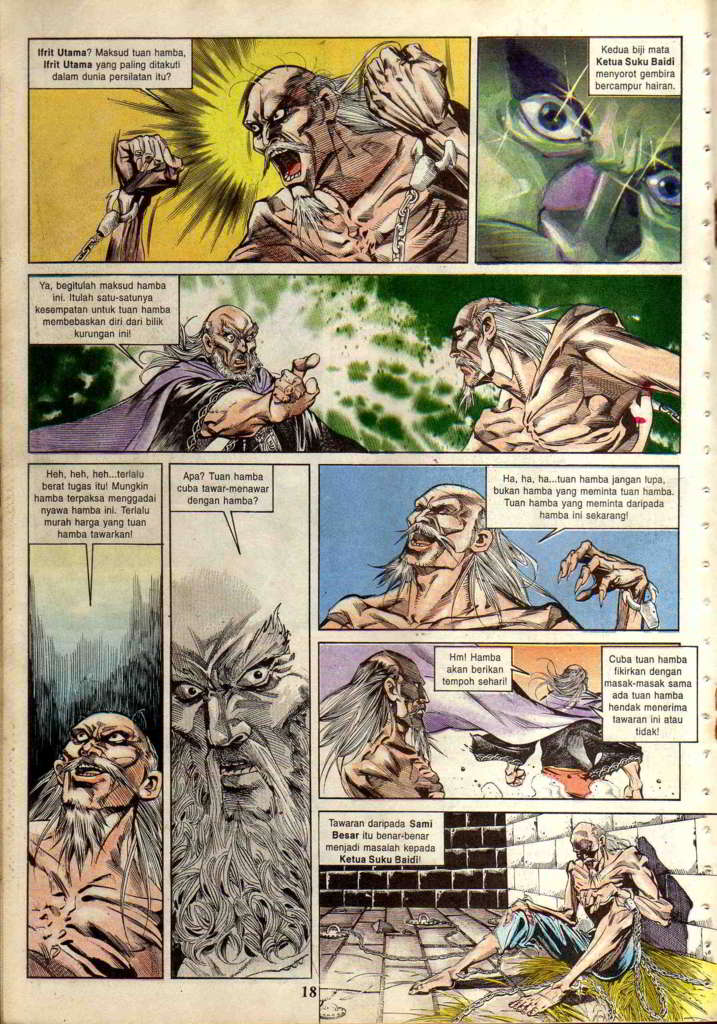 Ifrit Utama? Maksud tuan hamba,
Ifrit Utama yang paling ditakuti
dalam dunia persilatan itu?
Kedua biji mata
Ketua Suku Baidi
menyorot gembira
bercampur hairan.
Ya, begitulah maksud hamba
ini. Itulah satu-satunya
kesempatan untuk tuan hamba
membebaskan diri dari bilik
kurungan ini!
Heh, heh, heh...terlalu
berat tugas itu! Mungkin
hamba terpaksa menggadai
nyawa hamba ini. Terlalu
murah harga yang tuan
hamba tawarkan!
Apa? Tuan hamba
cuba tawar-menawar
dengan hamba?
Ha, ha, ha...tuan hamba jangan lupa,
bukan hamba yang meminta tuan hamba.
Tuan hamba yang meminta daripada
hamba ini sekarang!
Hm! Hamba
akan berikan
tempoh sehari!
Cuba tuan hamba
fikirkan dengan
masak-masak sama
ada tuan hamba
hendak menerima
tawaran ini atau
tidak!
Tawaran daripada Sami
Besar itu benar-benar
menjadi masalah kepada
Ketua Suku Baidi!
18